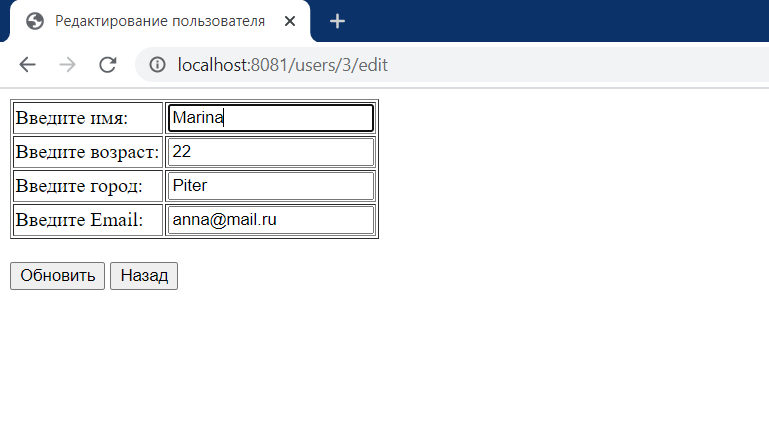 Редактирование пользователя
localhost:8081/users/3/edit
Введите имя: Marina
Введите возраст: 22
Введите город: Piter
Введите Email: anna@mail.ru
Обновить Назад